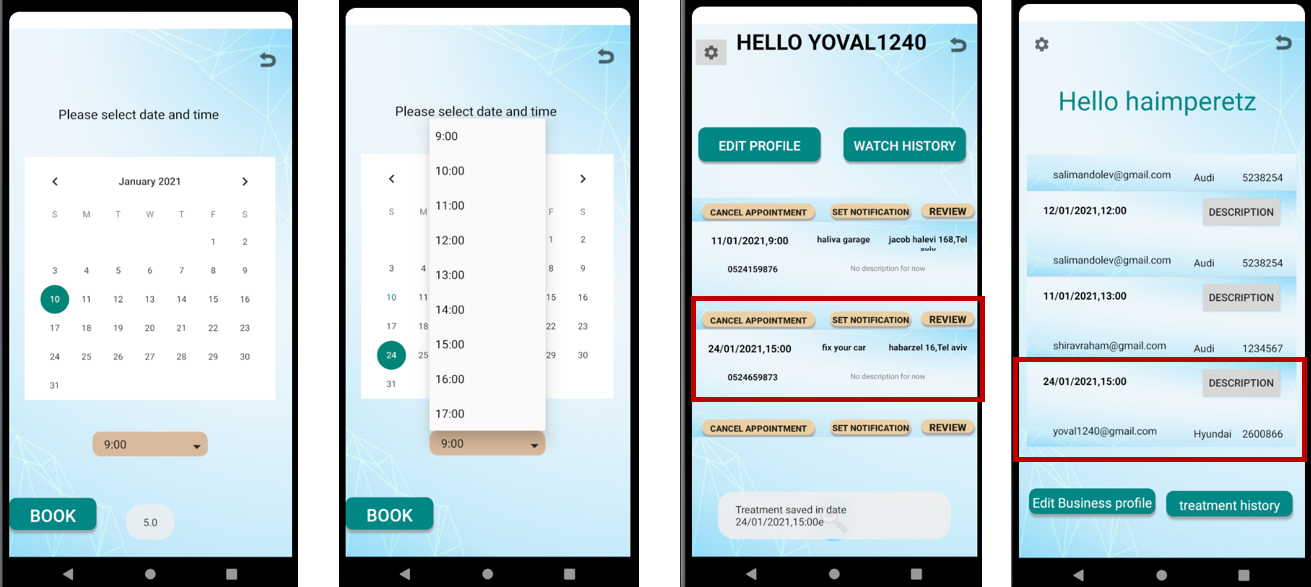 Please select date and time
January 2021
S M T W T F S
1 2
3 4 5 6 7 8 9
10 11 12 13 14 15 16
17 18 19 20 21 22 23
24 25 26 27 28 29 30
31
9:00
BOOK
5.0
Please select date and time
9:00
10:00
11:00
12:00
13:00
14:00
15:00
16:00
17:00
S M F S
1 2
3 4 8 9
10 11 15 16
17 18 22 23
24 25 29 30
31
9:00
BOOK
HELLO YOVAL1240
EDIT PROFILE WATCH HISTORY
CANCEL APPOINTMENT SET NOTIFICATION REVIEW
11/01/2021,9:00 haliva garage jacob halevi 168,Tel
aviv
0524159876 No description for now
CANCEL APPOINTMENT SET NOTIFICATION REVIEW
24/01/2021,15:00 fix your car habarzel 16,Tel aviv
0524659873 No description for now
CANCEL APPOINTMENT SET NOTIFICATION REVIEW
Treatment saved in date
24/01/2021,15:00e
Hello haimperetz
salimandolev@gmail.com Audi 5238254
12/01/2021,12:00 DESCRIPTION
salimandolev@gmail.com Audi 5238254
11/01/2021,13:00 DESCRIPTION
shiravraham@gmail.com Audi 1234567
24/01/2021,15:00 DESCRIPTION
yoval1240@gmail.com Hyundai 2600866
Edit Business profile treatment history